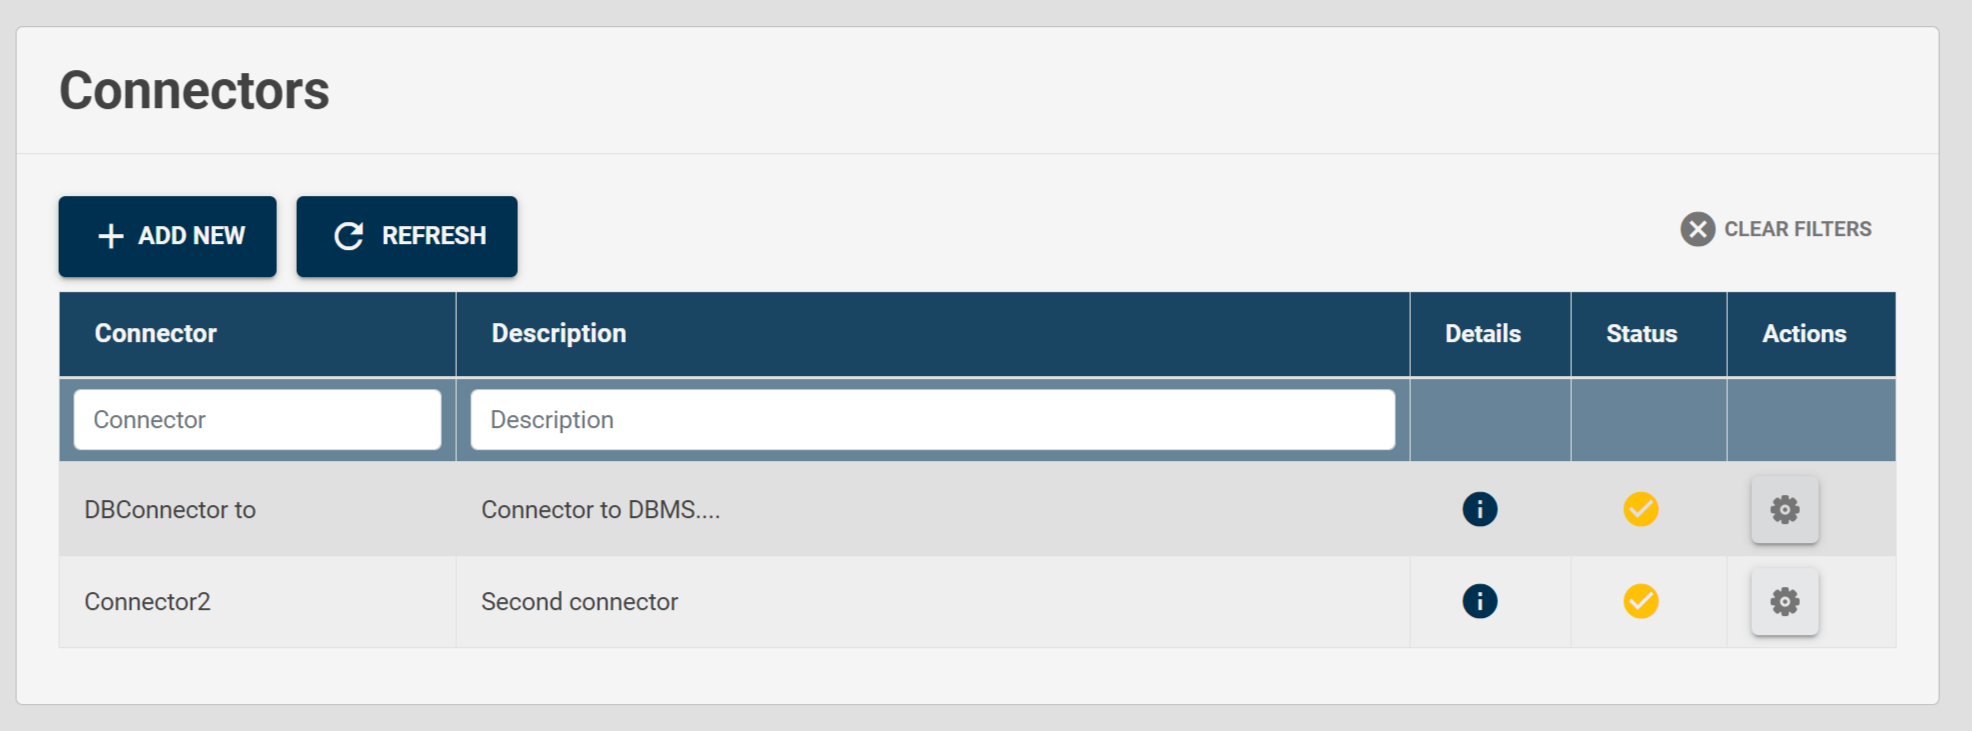 Connectors
ADD NEW REFRESH CLEAR FILTERS
Connector Description Details Status Actions
Connector Description
DBConnector to Connector to DBMS....
Connector2 Second connector